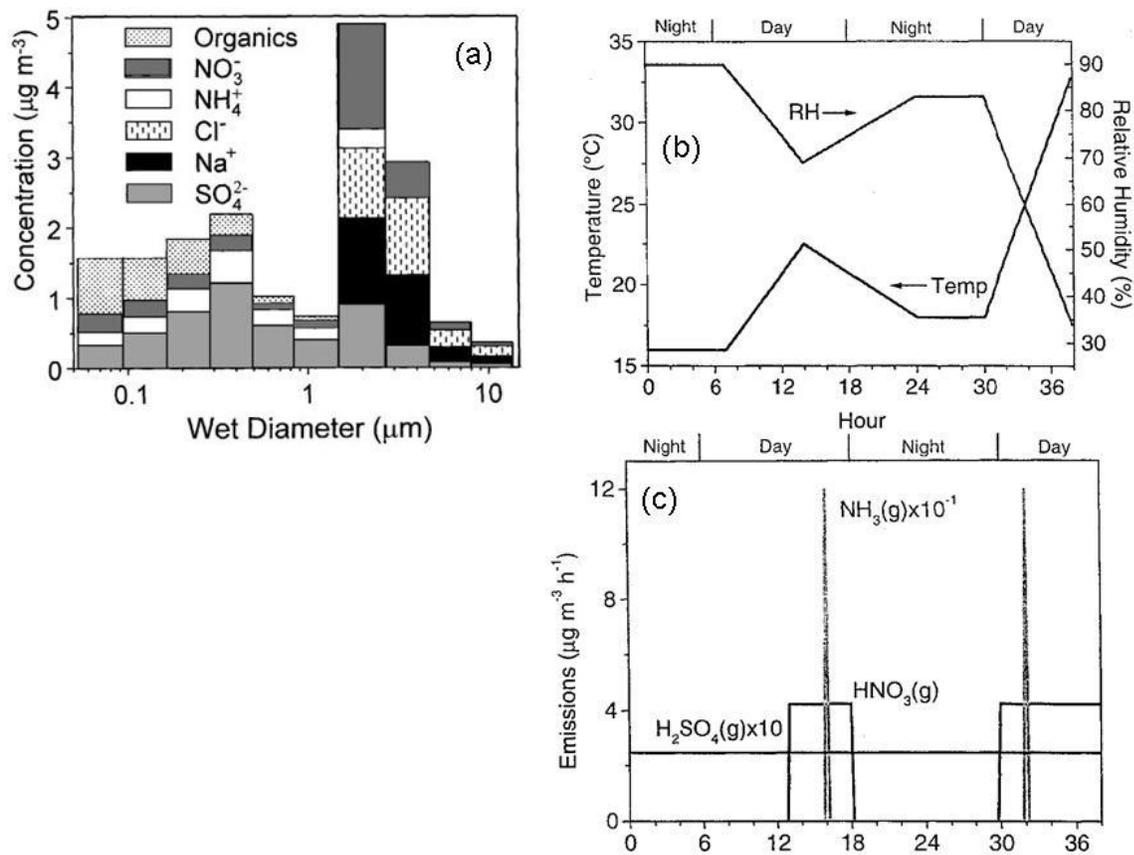 (a)
Organics
NO₃⁻
NH₄⁺
Cl⁻
Na⁺
SO₄²⁻
5
4
3
2
1
0
Concentration (μg m⁻³)
0.1 1 10
Wet Diameter (μm)
Night Day Night Day
35
30
25
20
15
Temperature (°C)
(b)
RH
Temp
90
80
70
60
50
40
30
Relative Humidity (%)
0 6 12 18 24 30 36
Hour
Night Day Night Day
(c)
12
8
4
0
Emissions (μg m⁻³ h⁻¹)
NH₃(g)x10⁻¹
HNO₃(g)
H₂SO₄(g)x10
0 6 12 18 24 30 36